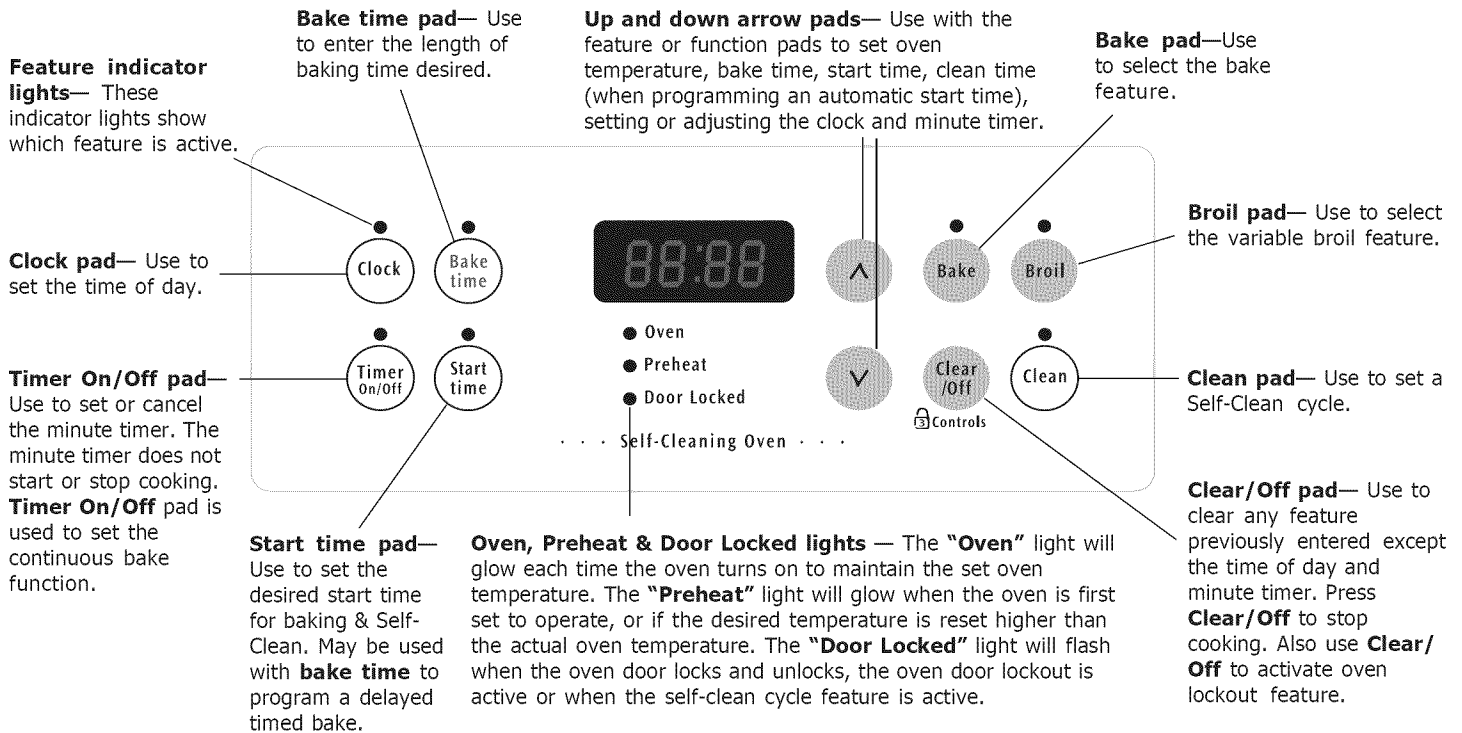 Bake time pad— Use
to enter the length of
baking time desired.
Up and down arrow pads— Use with the
feature or function pads to set oven
temperature, bake time, start time, clean time
(when programming an automatic start time),
setting or adjusting the clock and minute timer.
Bake pad—Use
to select the bake
feature.
Feature indicator
lights— These
indicator lights show
which feature is active.
Broil pad— Use to select
the variable broil feature.
Clock pad— Use to
set the time of day.
Clock
Bake
time
88:88
Bake
Broil
Oven
Preheat
Door Locked
Timer
On/Off
Start
time
Clear
/Off
Clean
3 Controls
· · · Self-Cleaning Oven · · ·
Timer On/Off pad—
Use to set or cancel
the minute timer. The
minute timer does not
start or stop cooking.
Timer On/Off pad is
used to set the
continuous bake
function.
Clean pad— Use to set a
Self-Clean cycle.
Start time pad—
Use to set the
desired start time
for baking & Self-
Clean. May be used
with bake time to
program a delayed
timed bake.
Oven, Preheat & Door Locked lights — The “Oven” light will
glow each time the oven turns on to maintain the set oven
temperature. The “Preheat” light will glow when the oven is first
set to operate, or if the desired temperature is reset higher than
the actual oven temperature. The “Door Locked” light will flash
when the oven door locks and unlocks, the oven door lockout is
active or when the self-clean cycle feature is active.
Clear/Off pad— Use to
clear any feature
previously entered except
the time of day and
minute timer. Press
Clear/Off to stop
cooking. Also use Clear/
Off to activate oven
lockout feature.